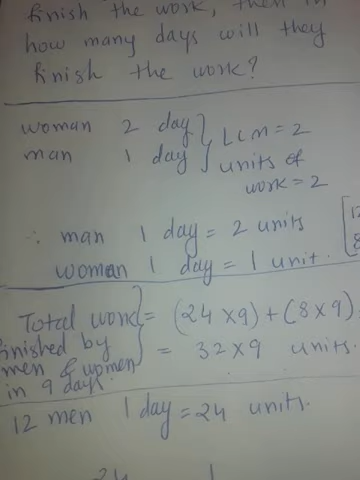 finish the work, then in
how many days will they
finish the work?
woman 2 day } LCM = 2
man 1 day } units of
work = 2
∴ man 1 day = 2 units
woman 1 day = 1 unit.
[12
8
Total work } = (24 × 9) + (8 × 9)
finished by
men & women } = 32 × 9 units.
in 9 days
12 men 1 day = 24 units.